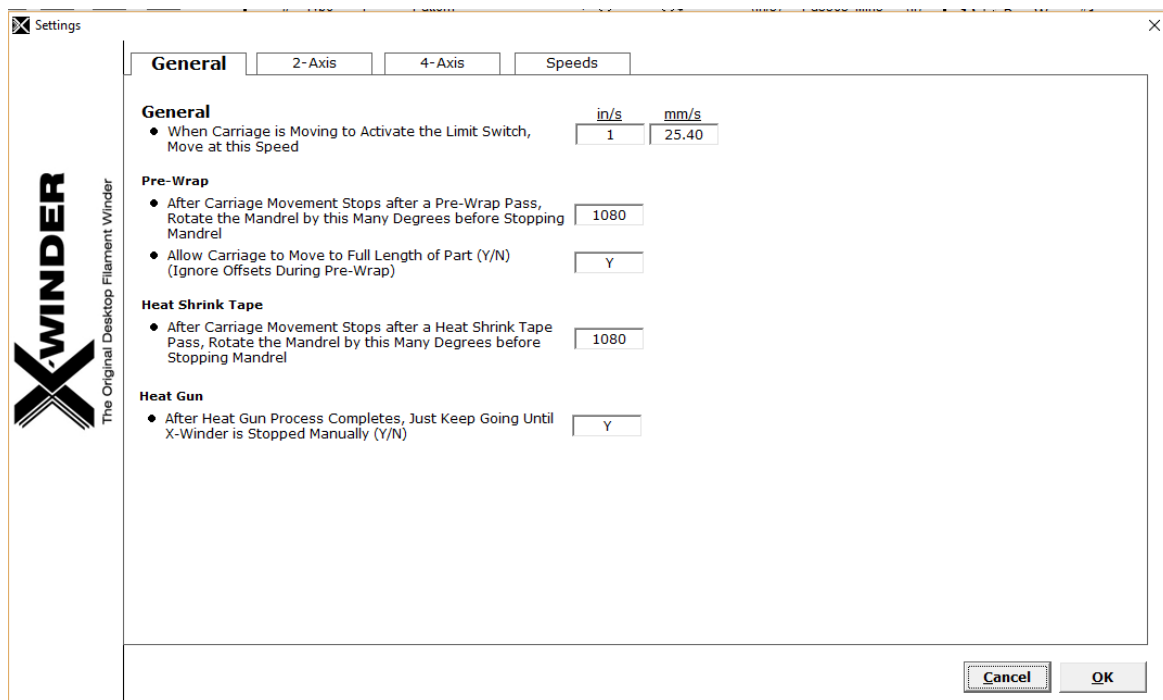 Settings
General
2-Axis
4-Axis
Speeds
General
in/s
mm/s
● When Carriage is Moving to Activate the Limit Switch,
Move at this Speed
1
25.40
Pre-Wrap
● After Carriage Movement Stops after a Pre-Wrap Pass,
Rotate the Mandrel by this Many Degrees before Stopping
Mandrel
1080
● Allow Carriage to Move to Full Length of Part (Y/N)
(Ignore Offsets During Pre-Wrap)
Y
Heat Shrink Tape
● After Carriage Movement Stops after a Heat Shrink Tape
Pass, Rotate the Mandrel by this Many Degrees before
Stopping Mandrel
1080
Heat Gun
● After Heat Gun Process Completes, Just Keep Going Until
X-Winder is Stopped Manually (Y/N)
Y
X-WINDER
The Original Desktop Filament Winder
Cancel
OK